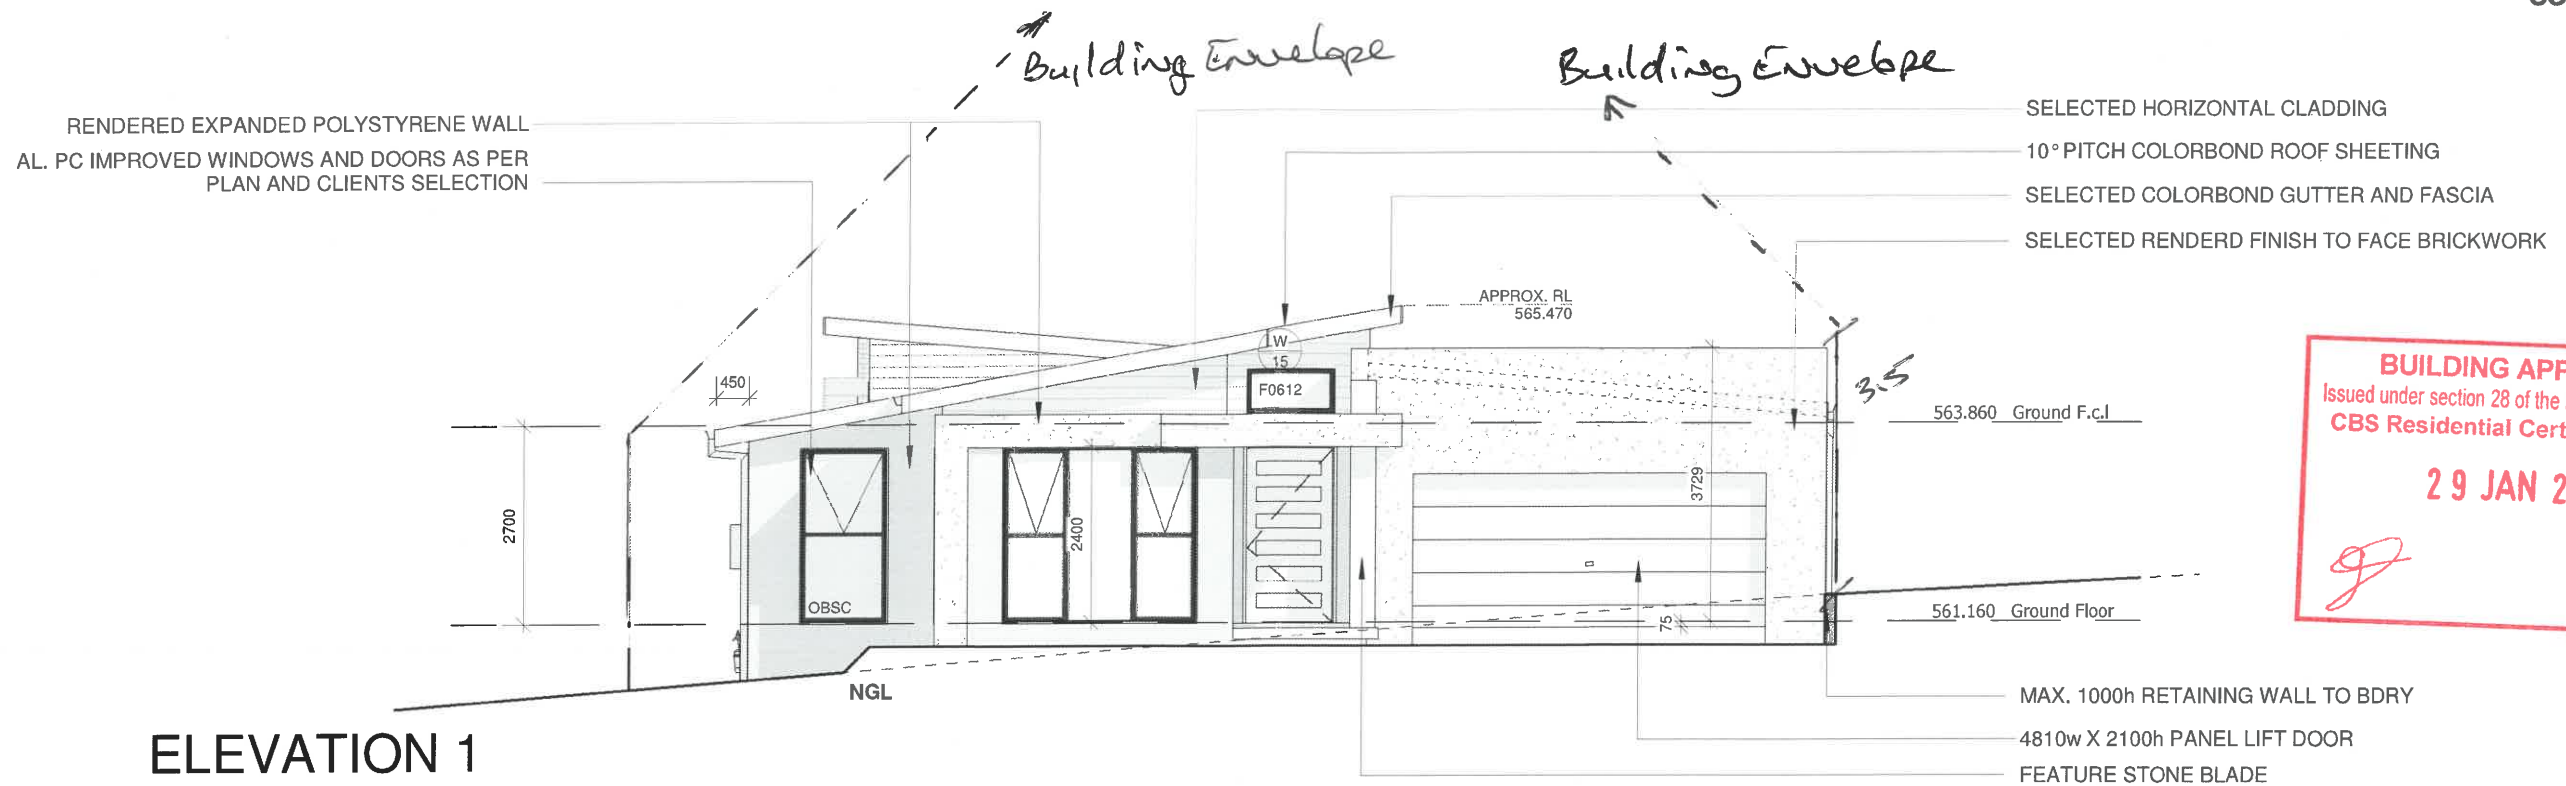 Building Envelope
Building Envelope
RENDERED EXPANDED POLYSTYRENE WALL
AL. PC IMPROVED WINDOWS AND DOORS AS PER
PLAN AND CLIENTS SELECTION
SELECTED HORIZONTAL CLADDING
10° PITCH COLORBOND ROOF SHEETING
SELECTED COLORBOND GUTTER AND FASCIA
SELECTED RENDERD FINISH TO FACE BRICKWORK
APPROX. RL
565.470
W
15
F0612
450
3.5
563.860 Ground F.c.l
BUILDING APP
Issued under section 28 of the
CBS Residential Cert
29 JAN 2
2700
2400
3729
75
OBSC
561.160 Ground Floor
NGL
MAX. 1000h RETAINING WALL TO BDRY
4810w X 2100h PANEL LIFT DOOR
FEATURE STONE BLADE
ELEVATION 1